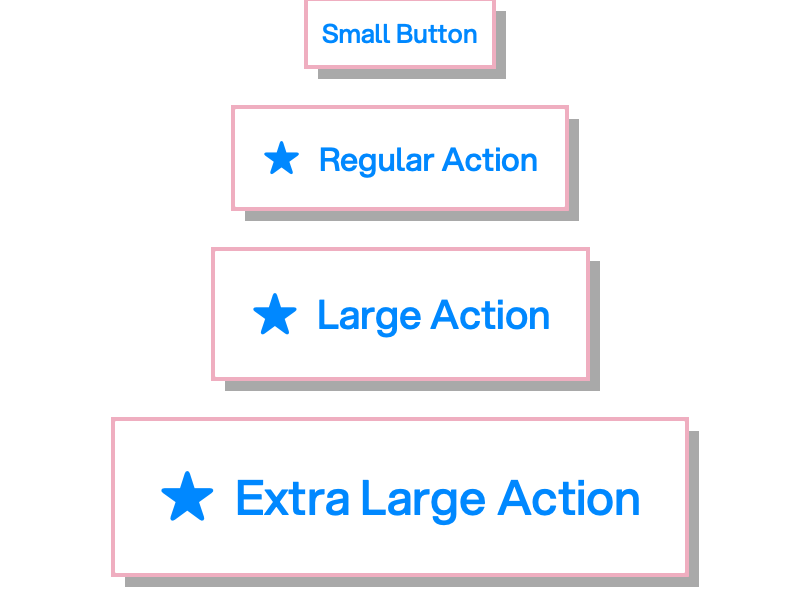 Small Button
Regular Action
Large Action
Extra Large Action